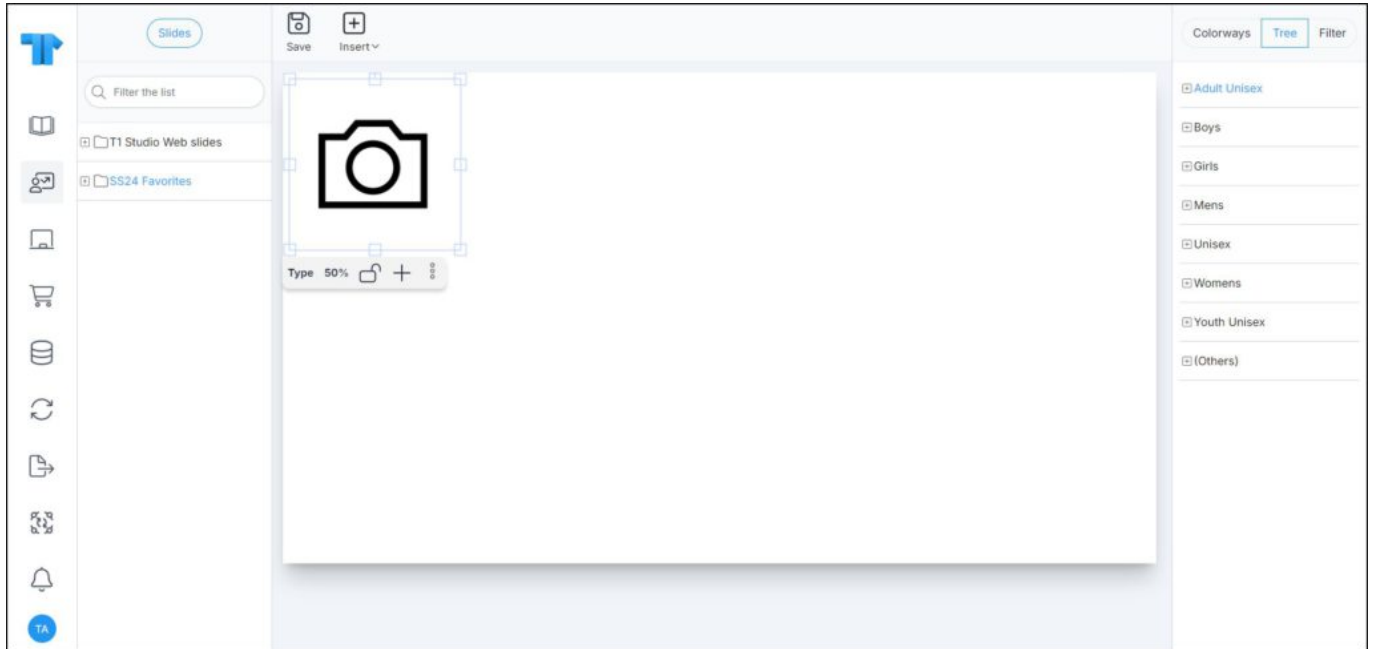 Slides
Filter the list
T1 Studio Web slides
SS24 Favorites
Save
Insert
Type 50%
Colorways Tree Filter
Adult Unisex
Boys
Girls
Mens
Unisex
Womens
Youth Unisex
(Others)
TA